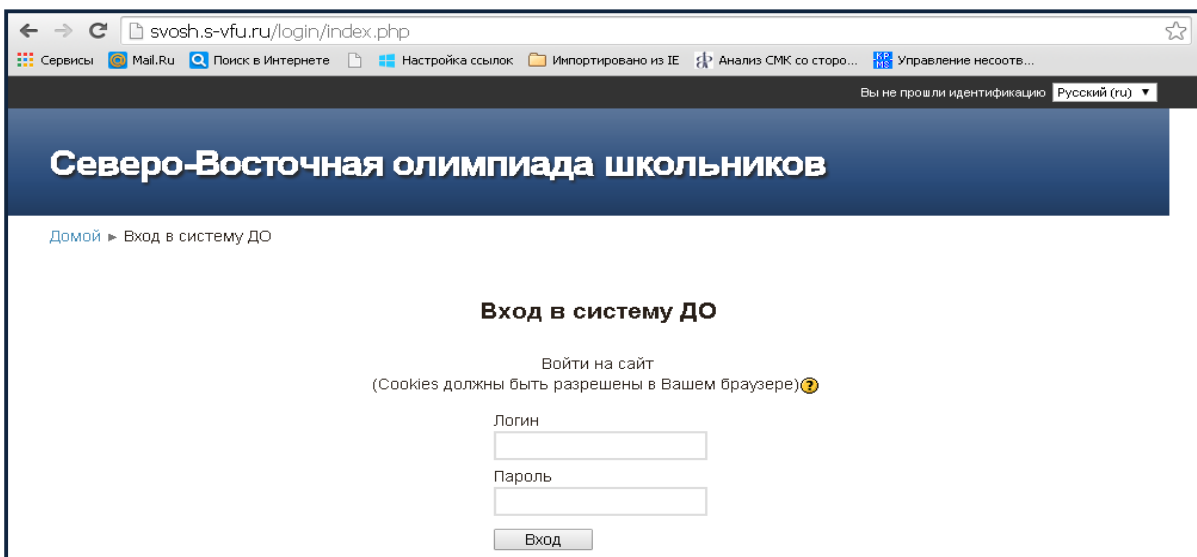 svosh.s-vfu.ru/login/index.php
Сервисы Mail.Ru Поиск в Интернете Настройка ссылок Импортировано из IE Анализ СМК со сторо... КР MS Управление несоотв...
Вы не прошли идентификацию Русский (ru)
Северо-Восточная олимпиада школьников
Домой ► Вход в систему ДО
Вход в систему ДО
Войти на сайт
(Cookies должны быть разрешены в Вашем браузере)?
Логин
Пароль
Вход